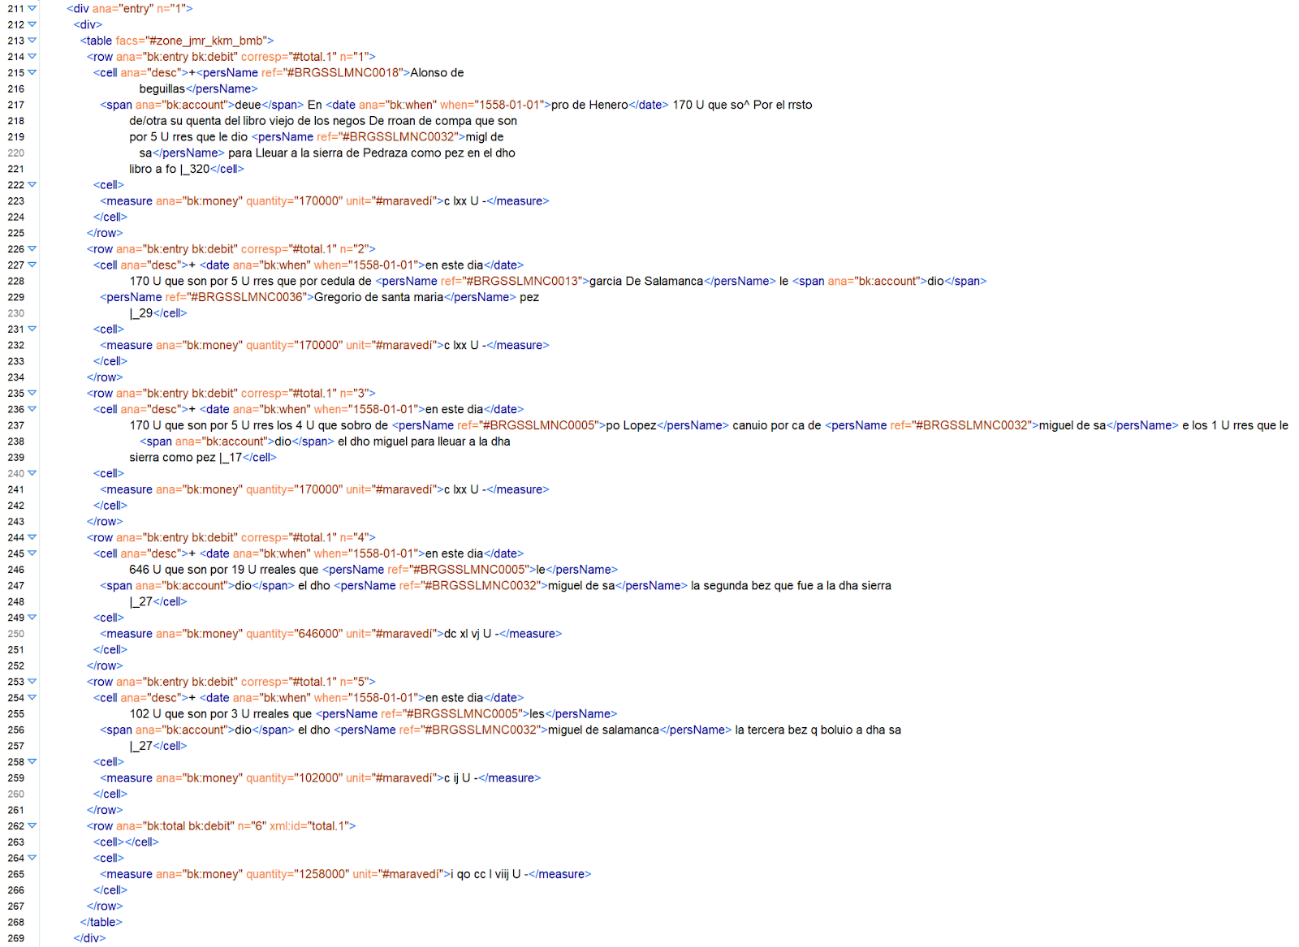 211 <div ana="entry" n="1">
212 <div>
213 <table facs="#zone_jmr_kkm_bmb">
214 <row ana="bk:entry bk:debit" corresp="#total.1" n="1">
215 <cell ana="desc">+<persName ref="#BRGSSLMNC0018">Alonso de
216 beguillas</persName>
217 <span ana="bk:account">deue</span> En <date ana="bk:when" when="1558-01-01">pro de Henero</date> 170 U que so^ Por el rrsto
218 de/otra su quenta del libro viejo de los negos De rroan de compa que son
219 por 5 U rres que le dio <persName ref="#BRGSSLMNC0032">migl de
220 sa</persName> para Lleuar a la sierra de Pedraza como pez en el dho
221 libro a fo |_320</cell>
222 <cell>
223 <measure ana="bk:money" quantity="170000" unit="#maravedí">c lxx U -</measure>
224 </cell>
225 </row>
226 <row ana="bk:entry bk:debit" corresp="#total.1" n="2">
227 <cell ana="desc">+ <date ana="bk:when" when="1558-01-01">en este dia</date>
228 170 U que son por 5 U rres que por cedula de <persName ref="#BRGSSLMNC0013">garcia De Salamanca</persName> le <span ana="bk:account">dio</span>
229 <persName ref="#BRGSSLMNC0036">Gregorio de santa maria</persName> pez
230 |_29</cell>
231 <cell>
232 <measure ana="bk:money" quantity="170000" unit="#maravedí">c lxx U -</measure>
233 </cell>
234 </row>
235 <row ana="bk:entry bk:debit" corresp="#total.1" n="3">
236 <cell ana="desc">+ <date ana="bk:when" when="1558-01-01">en este dia</date>
237 170 U que son por 5 U rres los 4 U que sobro de <persName ref="#BRGSSLMNC0005">po Lopez</persName> canuio por ca de <persName ref="#BRGSSLMNC0032">miguel de sa</persName> e los 1 U rres que le
238 <span ana="bk:account">dio</span> el dho miguel para lleuar a la dha
239 sierra como pez |_17</cell>
240 <cell>
241 <measure ana="bk:money" quantity="170000" unit="#maravedí">c lxx U -</measure>
242 </cell>
243 </row>
244 <row ana="bk:entry bk:debit" corresp="#total.1" n="4">
245 <cell ana="desc">+ <date ana="bk:when" when="1558-01-01">en este dia</date>
246 646 U que son por 19 U rreales que <persName ref="#BRGSSLMNC0005">le</persName>
247 <span ana="bk:account">dio</span> el dho <persName ref="#BRGSSLMNC0032">miguel de sa</persName> la segunda bez que fue a la dha sierra
248 |_27</cell>
249 <cell>
250 <measure ana="bk:money" quantity="646000" unit="#maravedí">dc xl vj U -</measure>
251 </cell>
252 </row>
253 <row ana="bk:entry bk:debit" corresp="#total.1" n="5">
254 <cell ana="desc">+ <date ana="bk:when" when="1558-01-01">en este dia</date>
255 102 U que son por 3 U rreales que <persName ref="#BRGSSLMNC0005">les</persName>
256 <span ana="bk:account">dio</span> el dho <persName ref="#BRGSSLMNC0032">miguel de salamanca</persName> la tercera bez q boluio a dha sa
257 |_27</cell>
258 <cell>
259 <measure ana="bk:money" quantity="102000" unit="#maravedí">c ij U -</measure>
260 </cell>
261 </row>
262 <row ana="bk:total bk:debit" n="6" xml:id="total.1">
263 <cell></cell>
264 <cell>
265 <measure ana="bk:money" quantity="1258000" unit="#maravedí">i qo cc l viij U -</measure>
266 </cell>
267 </row>
268 </table>
269 </div>